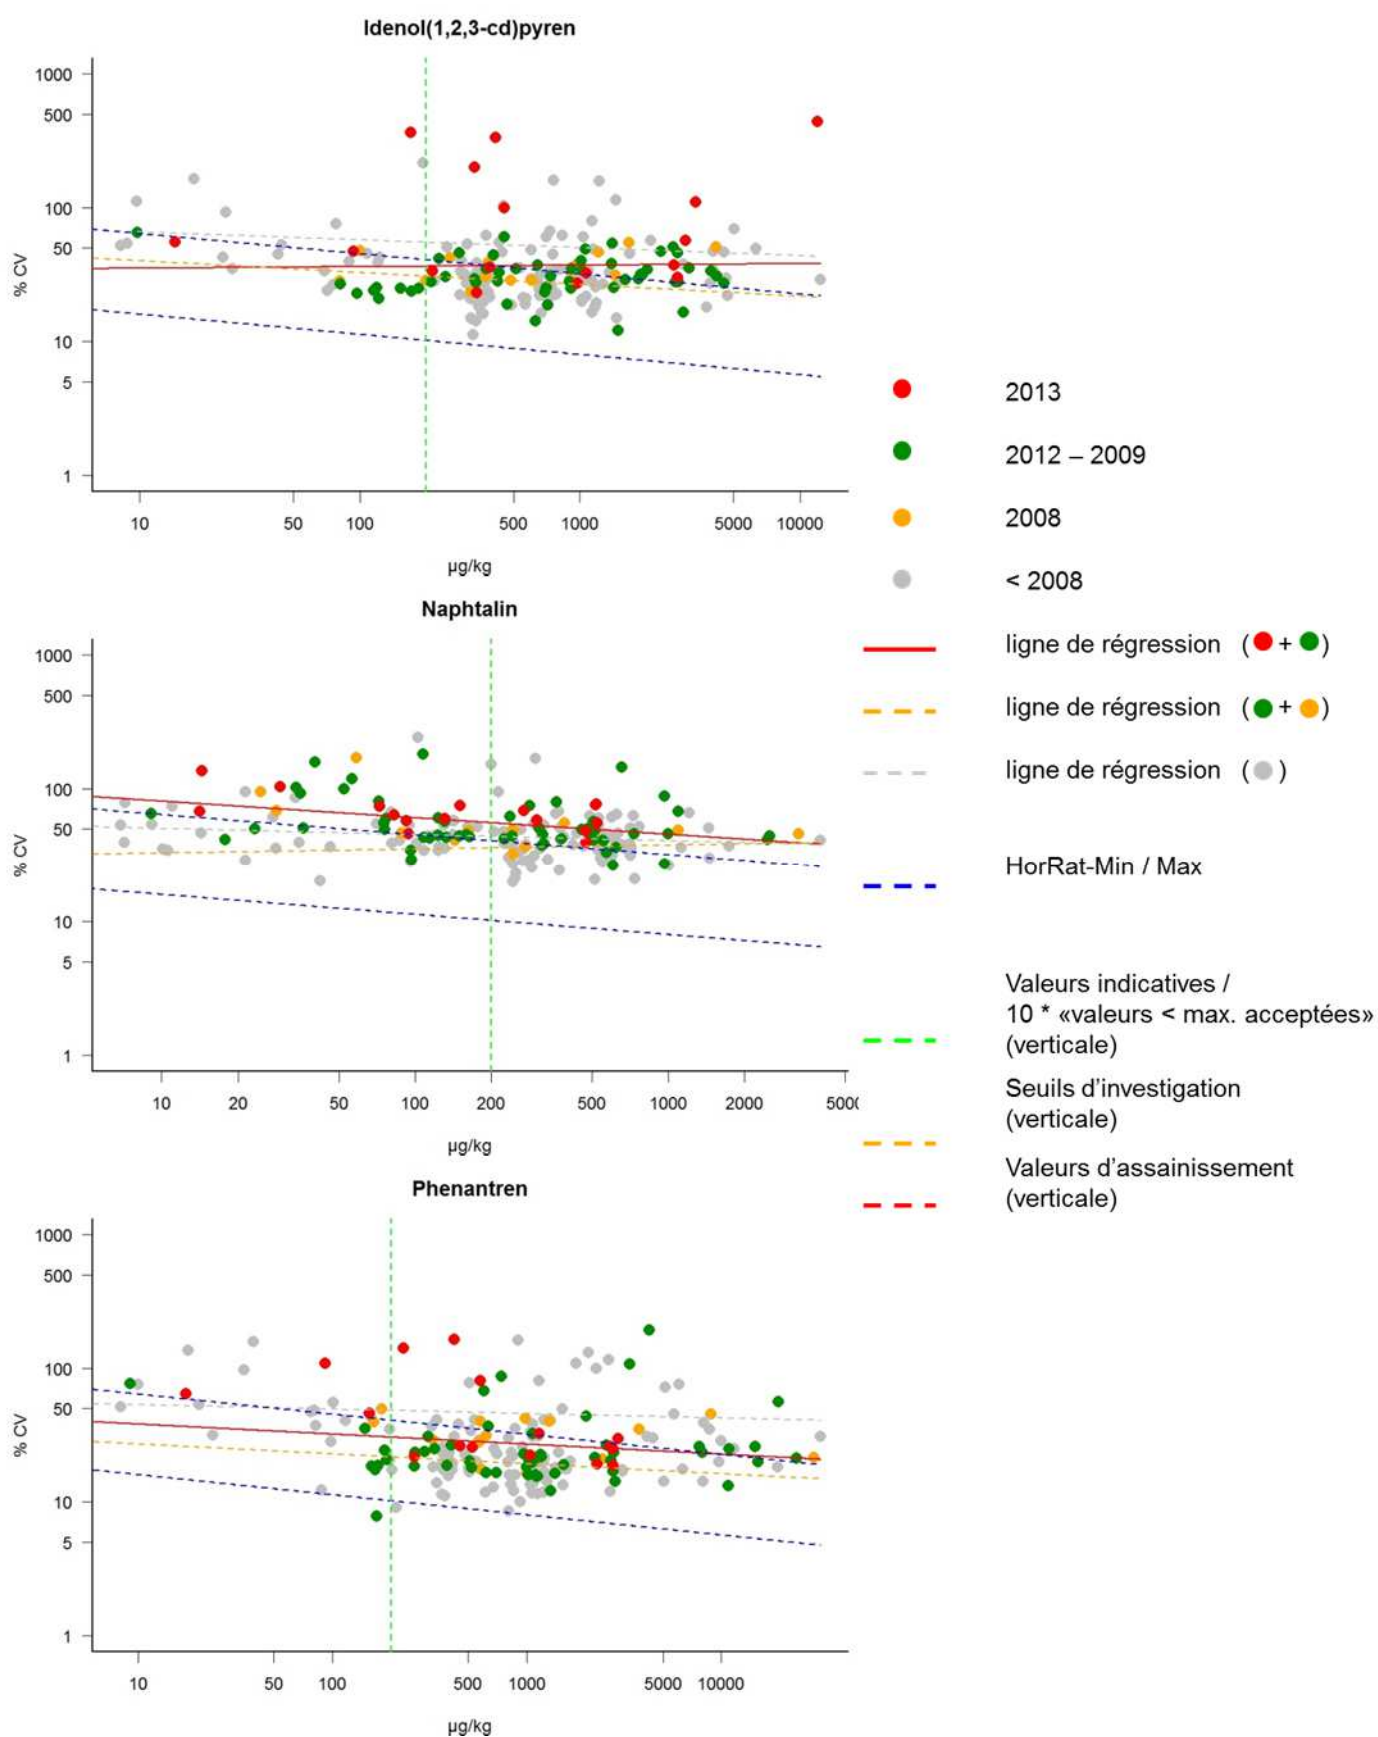 Idenol(1,2,3-cd)pyren
1000
500
100
50
10
5
1
% CV
10 50 100 500 1000 5000 10000
µg/kg
Naphtalin
1000
500
100
50
10
5
1
% CV
10 20 50 100 200 500 1000 2000 5000
µg/kg
Phenantren
1000
500
100
50
10
5
1
% CV
10 50 100 500 1000 5000 10000
µg/kg
2013
2012 – 2009
2008
< 2008
ligne de régression ( + )
ligne de régression ( + )
ligne de régression ( )
HorRat-Min / Max
Valeurs indicatives /
10 * «valeurs < max. acceptées»
(verticale)
Seuils d’investigation
(verticale)
Valeurs d’assainissement
(verticale)